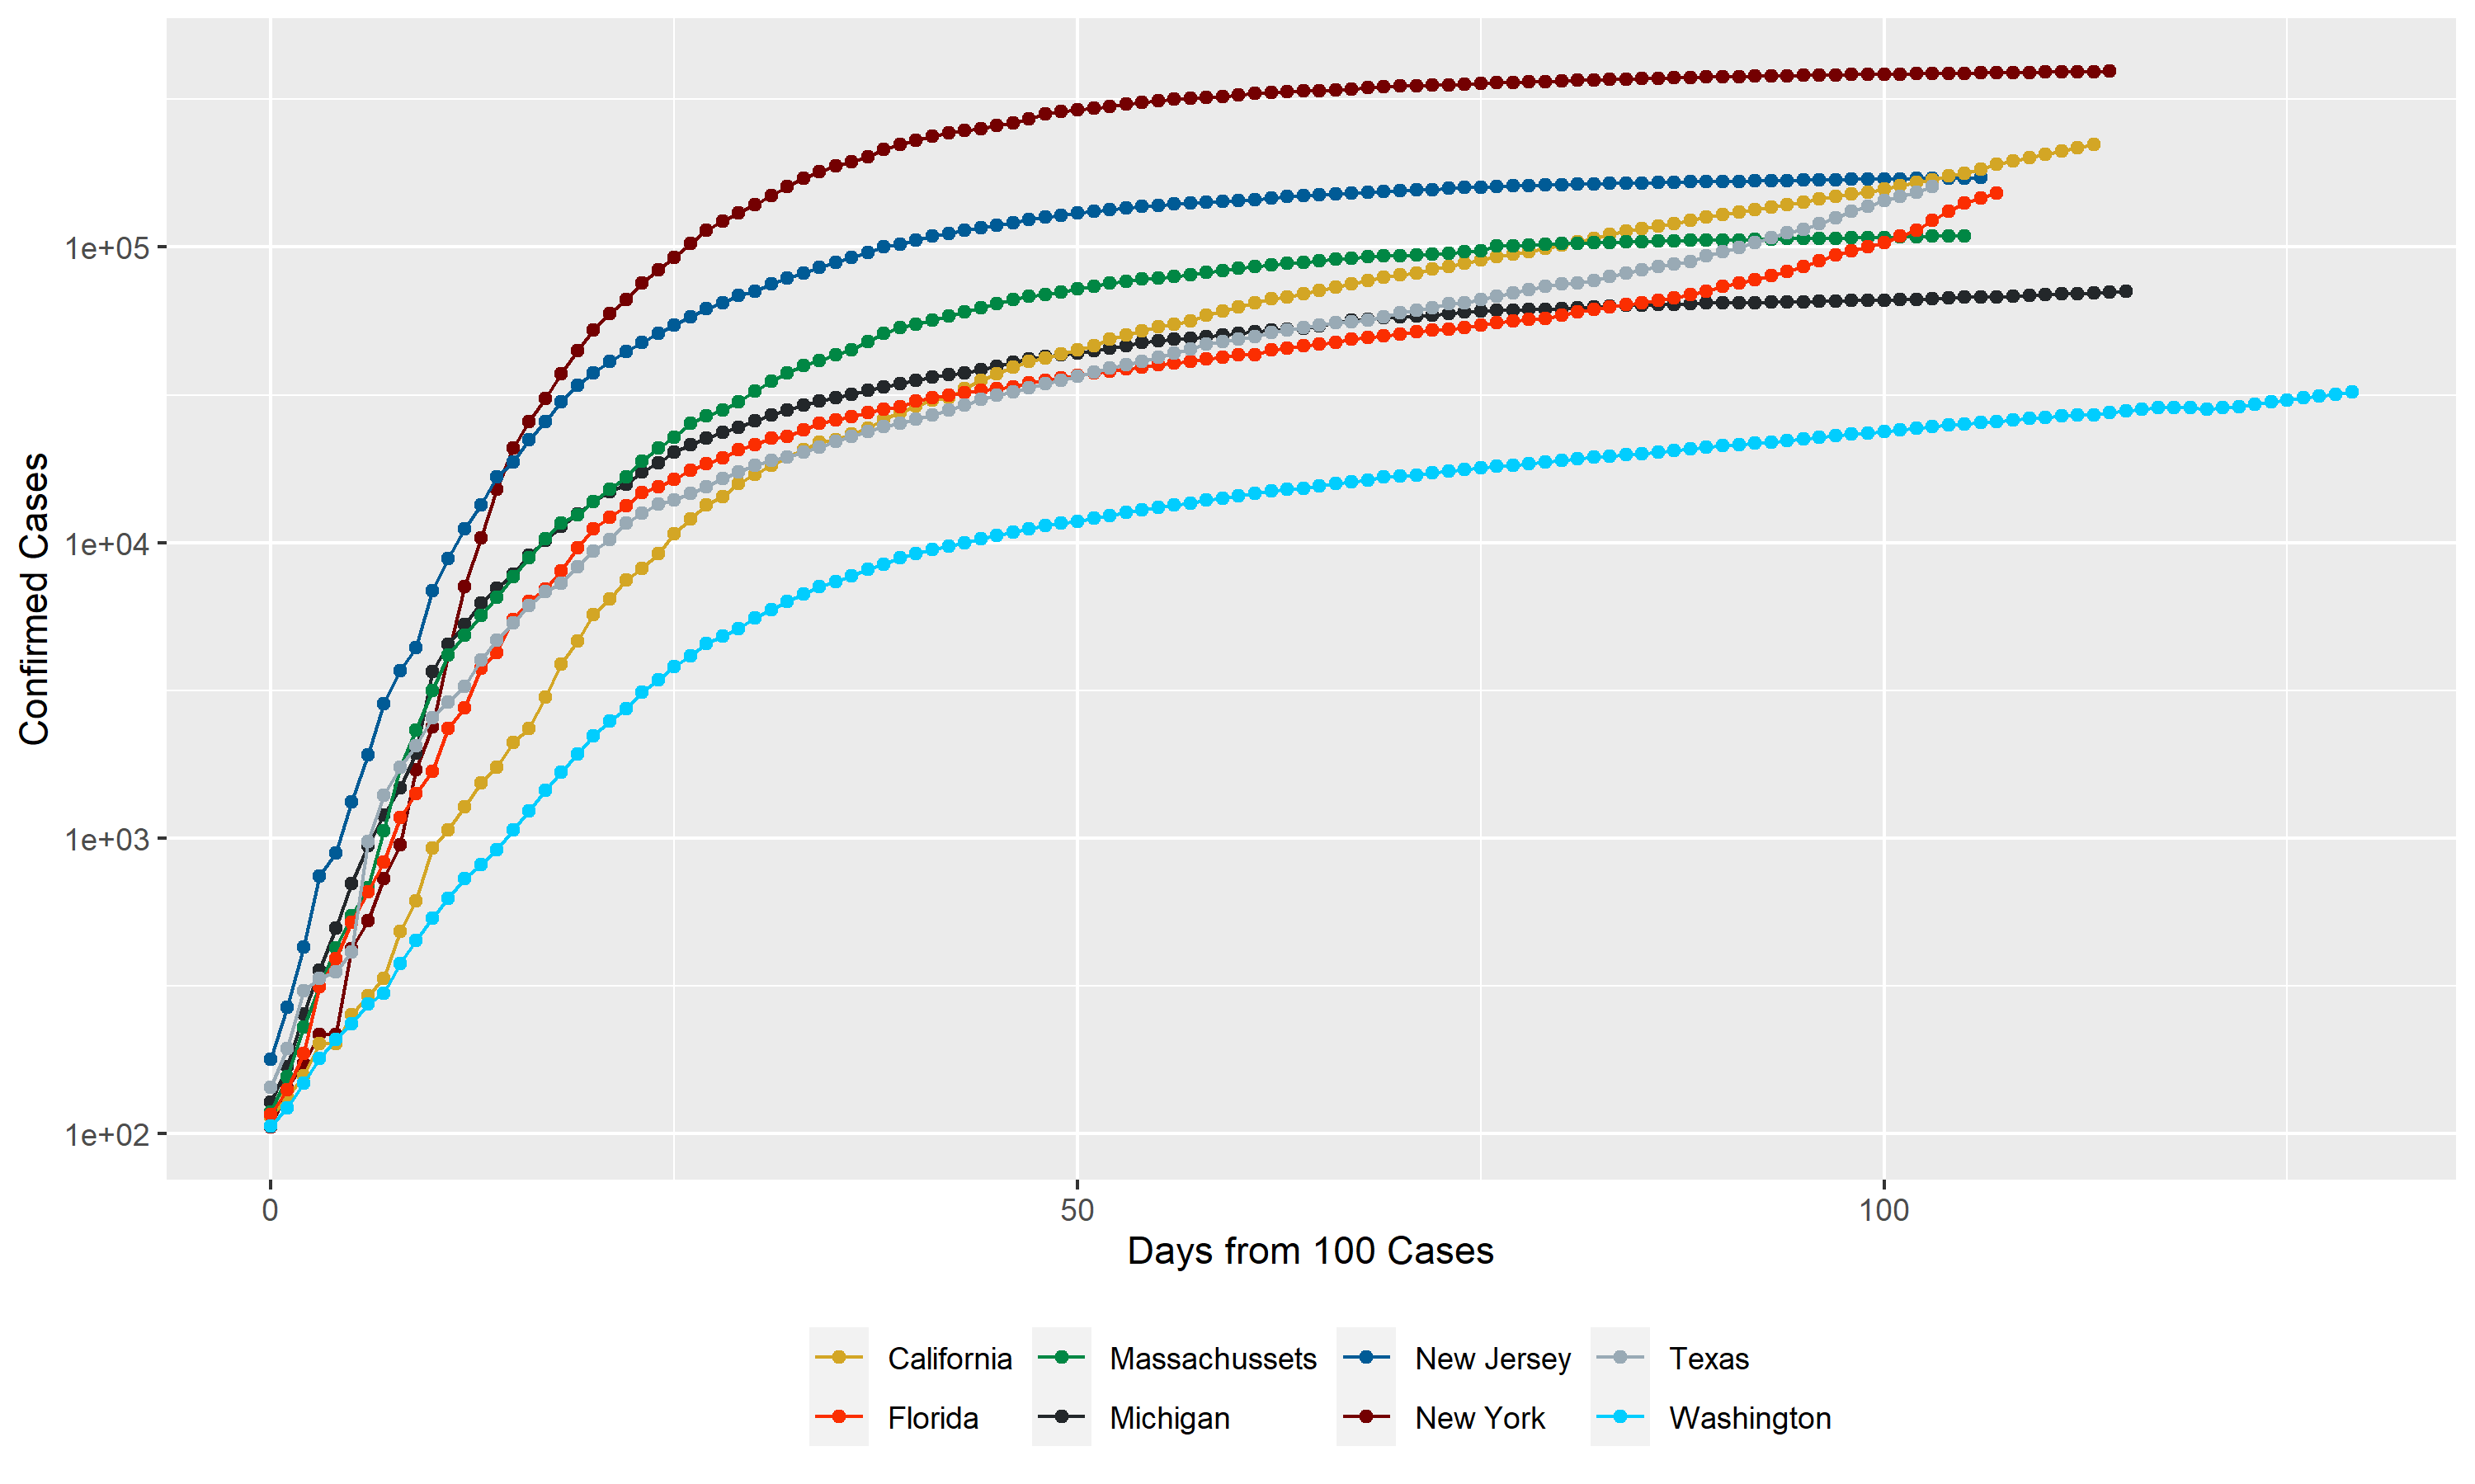 Confirmed Cases
1e+05
1e+04
1e+03
1e+02
0 50 100
Days from 100 Cases
California Massachussets New Jersey Texas
Florida Michigan New York Washington